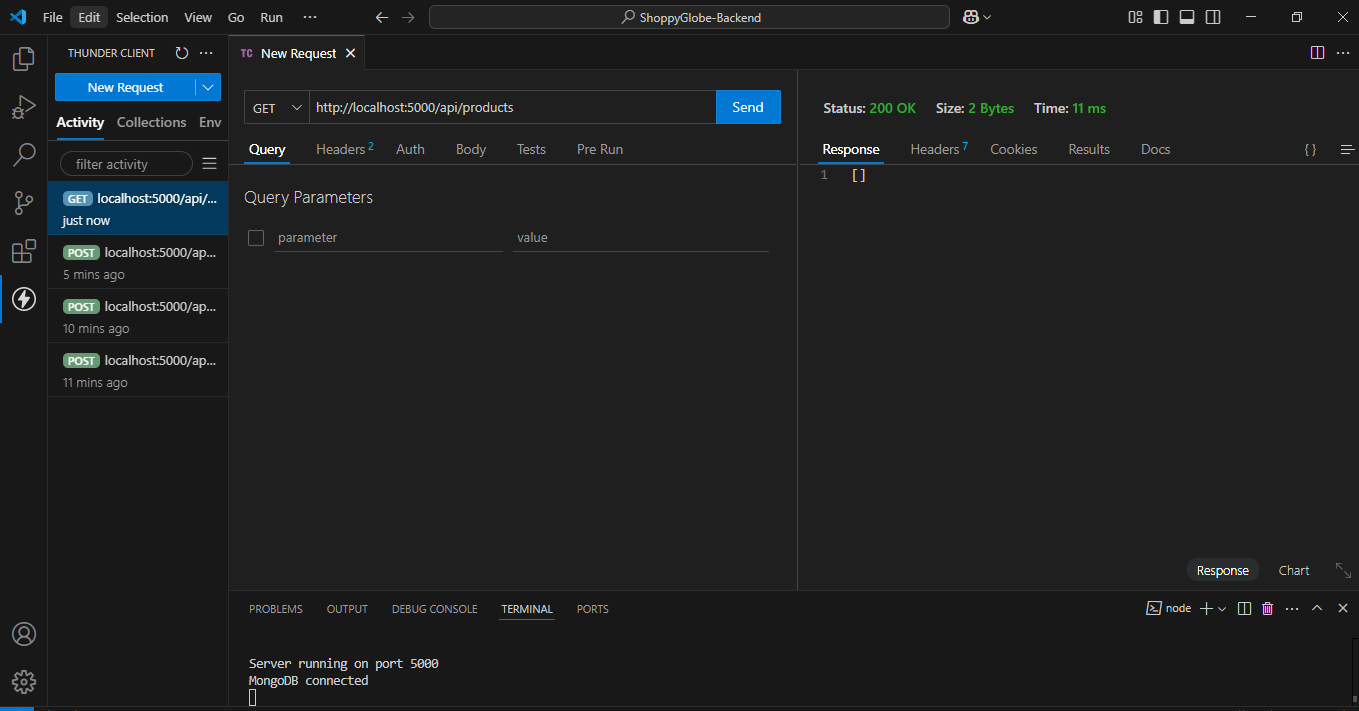 File Edit Selection View Go Run ··· ShoppyGlobe-Backend
THUNDER CLIENT ···
New Request
Activity Collections Env
filter activity
GET localhost:5000/api/...
just now
POST localhost:5000/ap...
5 mins ago
POST localhost:5000/ap...
10 mins ago
POST localhost:5000/ap...
11 mins ago
TC New Request
GET http://localhost:5000/api/products Send
Query Headers 2 Auth Body Tests Pre Run
Query Parameters
parameter value
Status: 200 OK Size: 2 Bytes Time: 11 ms
Response Headers 7 Cookies Results Docs { }
1 []
Response Chart
PROBLEMS OUTPUT DEBUG CONSOLE TERMINAL PORTS node
Server running on port 5000
MongoDB connected